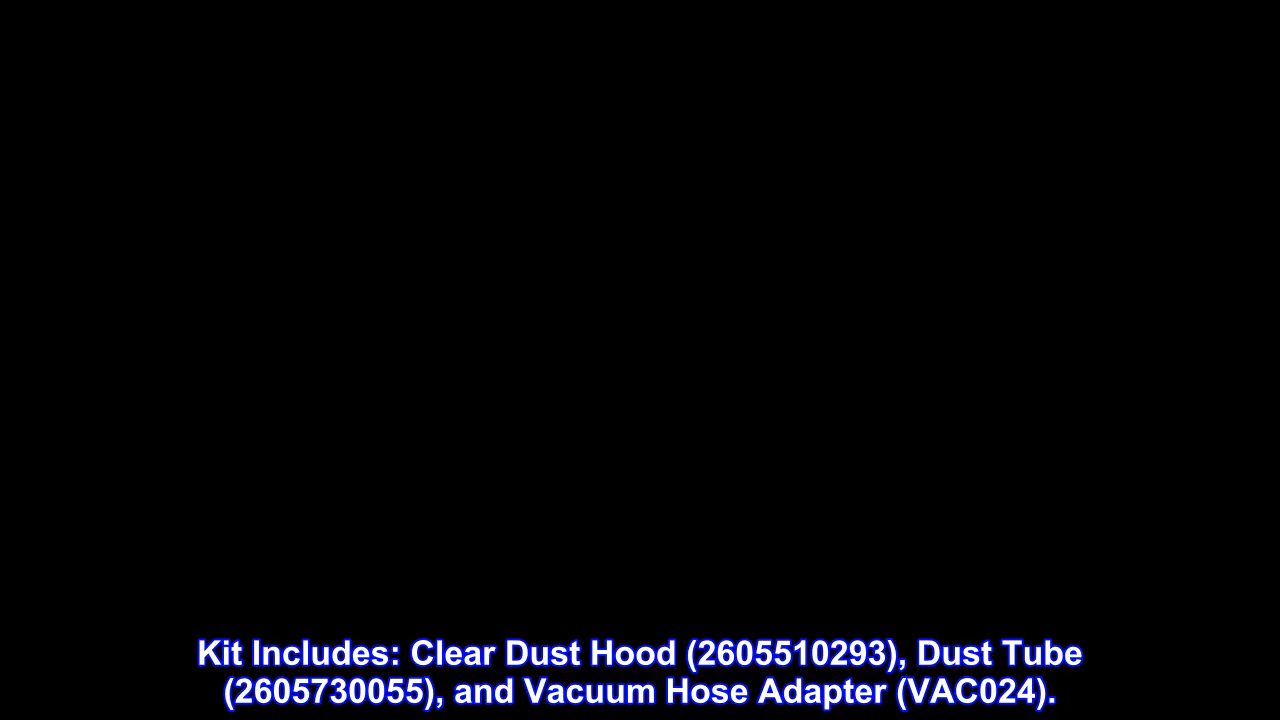 Kit Includes: Clear Dust Hood (2605510293), Dust Tube
(2605730055), and Vacuum Hose Adapter (VAC024).